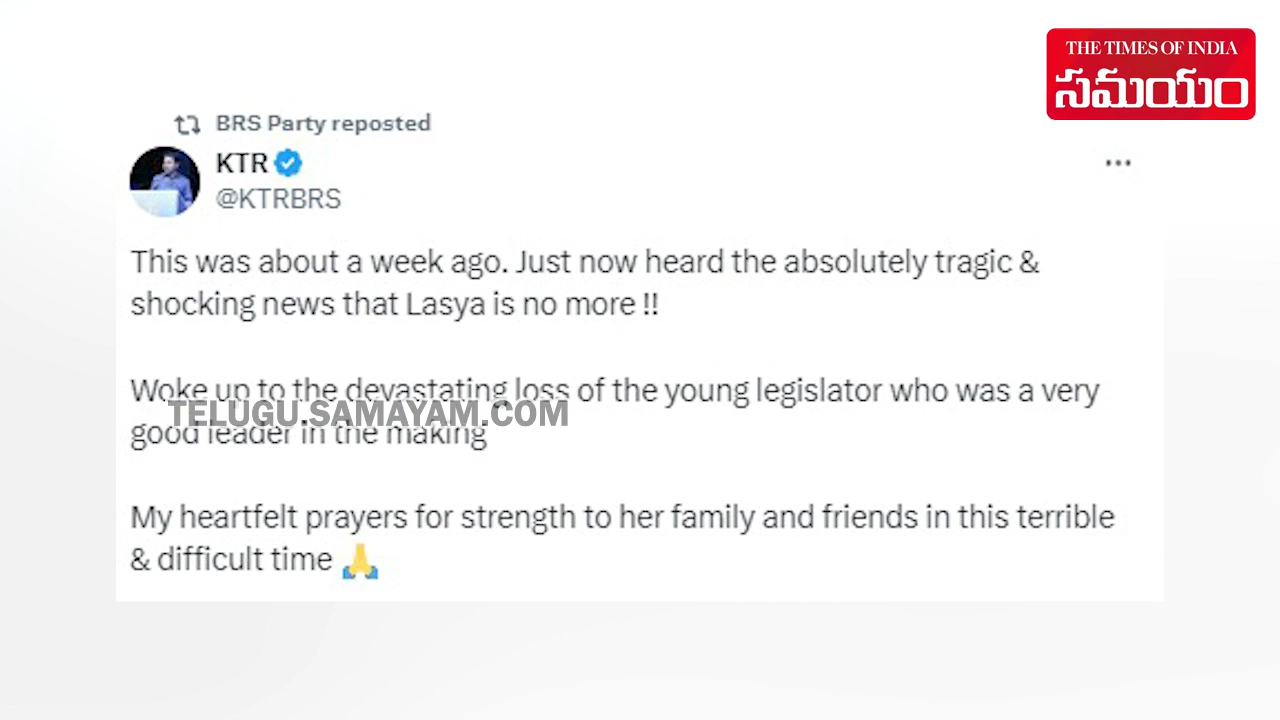 THE TIMES OF INDIA
సమయం
BRS Party reposted
KTR
@KTRBRS
This was about a week ago. Just now heard the absolutely tragic &
shocking news that Lasya is no more !!
Woke up to the devastating loss of the young legislator who was a very
TELUGU.SAMAYAM.COM
good leader in the making
My heartfelt prayers for strength to her family and friends in this terrible
& difficult time 🙏